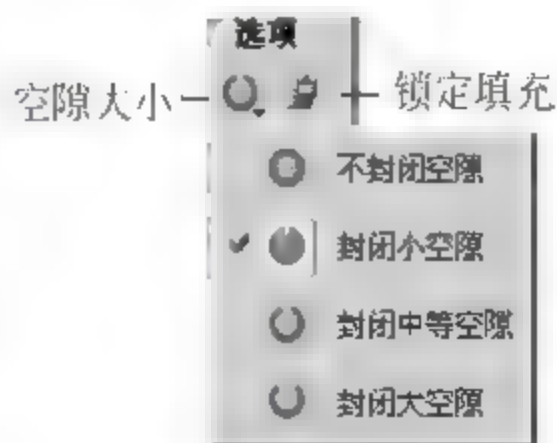 选项
空隙大小
锁定填充
不封闭空隙
封闭小空隙
封闭中等空隙
封闭大空隙